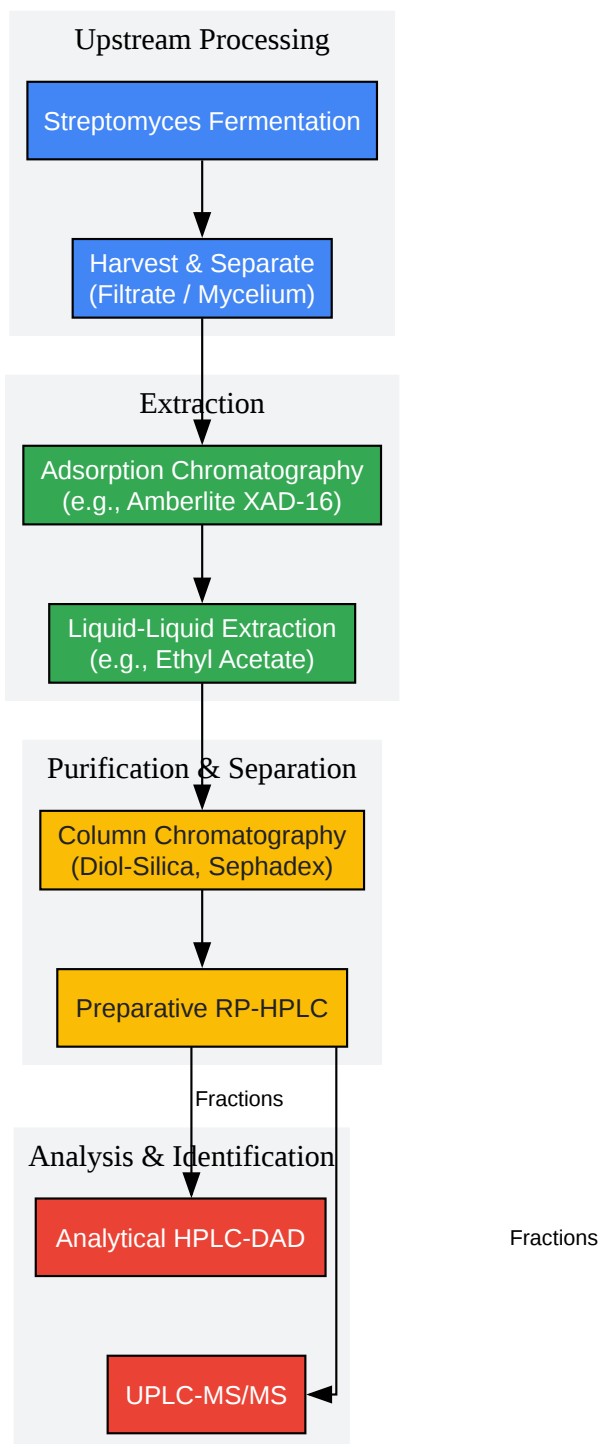 Upstream Processing
Streptomyces Fermentation
Harvest & Separate
(Filtrate / Mycelium)
Extraction
Adsorption Chromatography
(e.g., Amberlite XAD-16)
Liquid-Liquid Extraction
(e.g., Ethyl Acetate)
Purification & Separation
Column Chromatography
(Diol-Silica, Sephadex)
Preparative RP-HPLC
Fractions
Analysis & Identification
Analytical HPLC-DAD
Fractions
UPLC-MS/MS